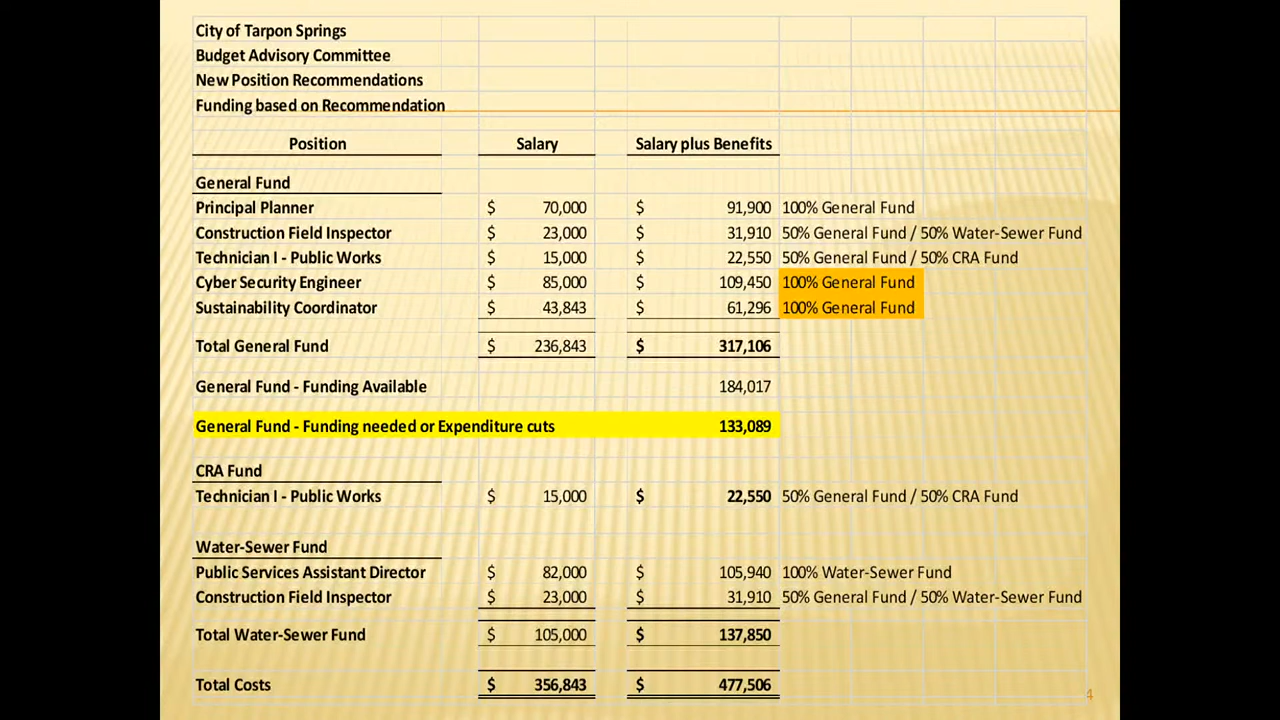 City of Tarpon Springs
Budget Advisory Committee
New Position Recommendations
Funding based on Recommendation
Position Salary Salary plus Benefits
General Fund
Principal Planner $ 70,000 $ 91,900 100% General Fund
Construction Field Inspector $ 23,000 $ 31,910 50% General Fund / 50% Water-Sewer Fund
Technician I - Public Works $ 15,000 $ 22,550 50% General Fund / 50% CRA Fund
Cyber Security Engineer $ 85,000 $ 109,450 100% General Fund
Sustainability Coordinator $ 43,843 $ 61,296 100% General Fund
Total General Fund $ 236,843 $ 317,106
General Fund - Funding Available 184,017
General Fund - Funding needed or Expenditure cuts 133,089
CRA Fund
Technician I - Public Works $ 15,000 $ 22,550 50% General Fund / 50% CRA Fund
Water-Sewer Fund
Public Services Assistant Director $ 82,000 $ 105,940 100% Water-Sewer Fund
Construction Field Inspector $ 23,000 $ 31,910 50% General Fund / 50% Water-Sewer Fund
Total Water-Sewer Fund $ 105,000 $ 137,850
Total Costs $ 356,843 $ 477,506
4